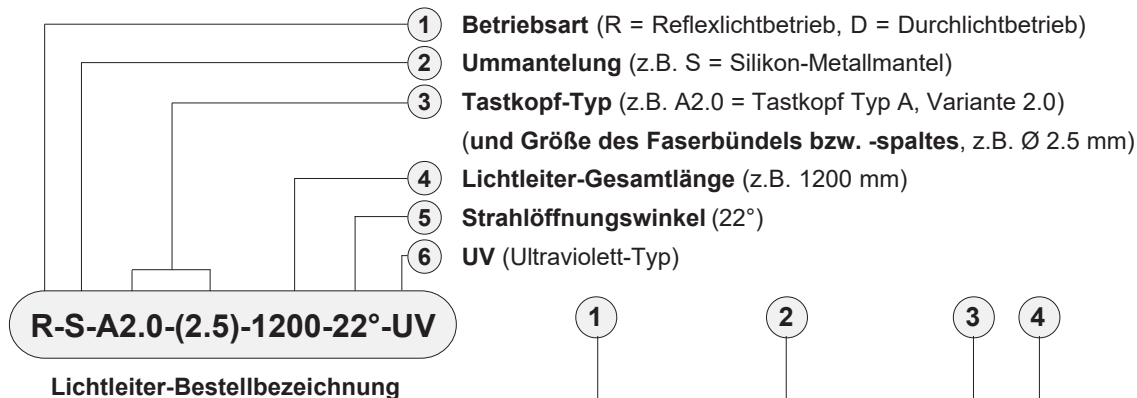 1 Betriebsart (R = Reflexlichtbetrieb, D = Durchlichtbetrieb)
2 Ummantelung (z.B. S = Silikon-Metallmantel)
3 Tastkopf-Typ (z.B. A2.0 = Tastkopf Typ A, Variante 2.0)
(und Größe des Faserbündels bzw. -spaltes, z.B. Ø 2.5 mm)
4 Lichtleiter-Gesamtlänge (z.B. 1200 mm)
5 Strahlöffnungswinkel (22°)
6 UV (Ultraviolett-Typ)
R-S-A2.0-(2.5)-1200-22°-UV
Lichtleiter-Bestellbezeichnung
1 2 3 4